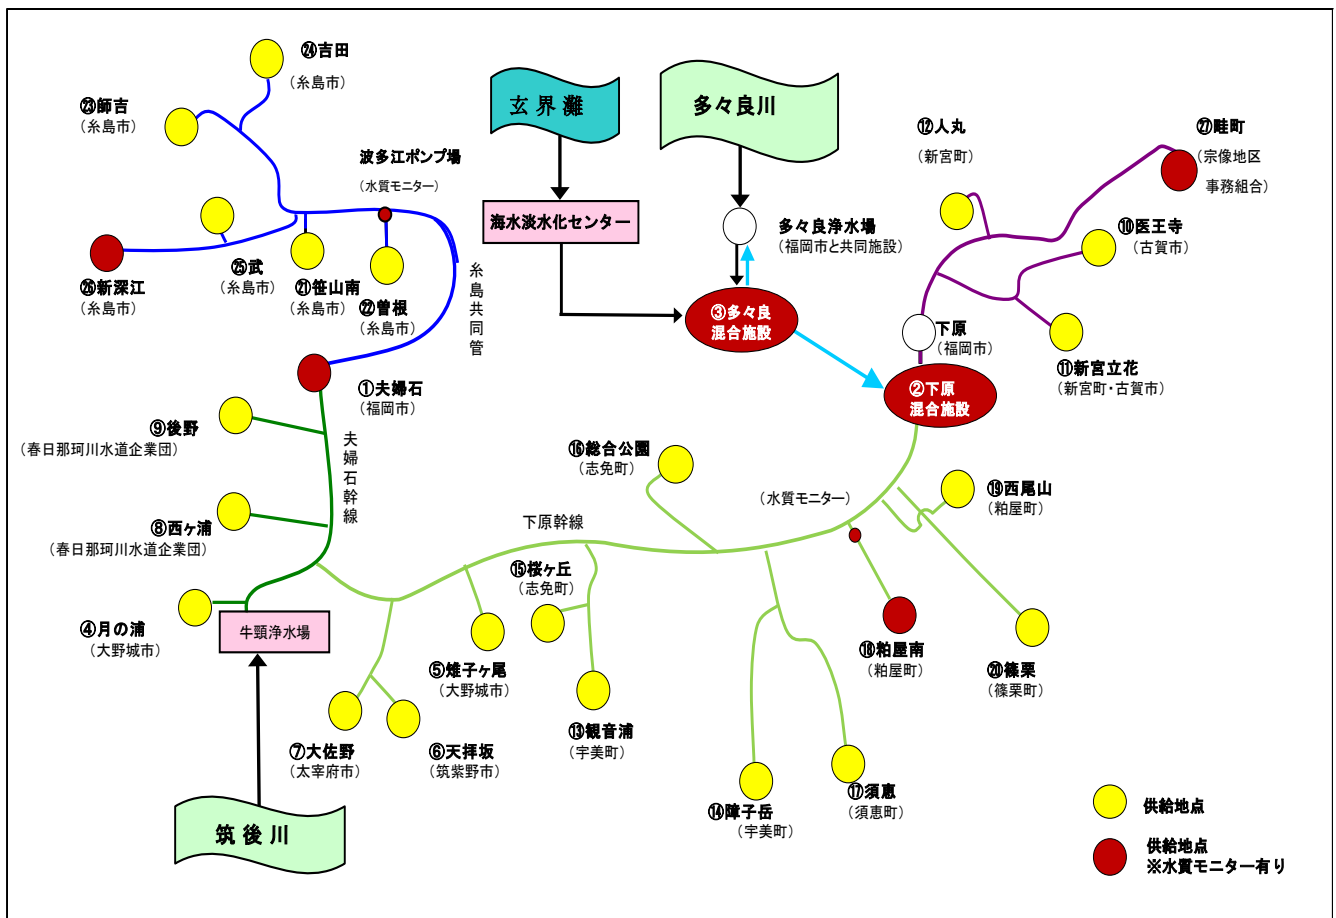 ㉔吉田
（糸島市）
㉓師吉
（糸島市）
玄界灘
多々良川
⑫人丸
（新宮町）
㉗畦町
（宗像地区
事務組合）
波多江ポンプ場
（水質モニター）
海水淡水化センター
多々良浄水場
（福岡市と共同施設）
⑩医王寺
（古賀市）
㉖新深江
（糸島市）
㉕武
（糸島市）
㉑笹山南
（糸島市）
㉒曽根
（糸島市）
糸島共同管
③多々良
混合施設
下原
（福岡市）
⑪新宮立花
（新宮町・古賀市）
①夫婦石
（福岡市）
②下原
混合施設
⑨後野
（春日那珂川水道企業団）
夫婦石幹線
⑯総合公園
（志免町）
（水質モニター）
⑲西尾山
（粕屋町）
⑧西ヶ浦
（春日那珂川水道企業団）
下原幹線
⑮桜ヶ丘
（志免町）
④月の浦
（大野城市）
牛頸浄水場
⑤雉子ヶ尾
（大野城市）
⑱粕屋南
（粕屋町）
⑳篠栗
（篠栗町）
⑦大佐野
（太宰府市）
⑥天拝坂
（筑紫野市）
⑬観音浦
（宇美町）
⑭障子岳
（宇美町）
⑰須恵
（須恵町）
筑後川
供給地点
供給地点
※水質モニター有り